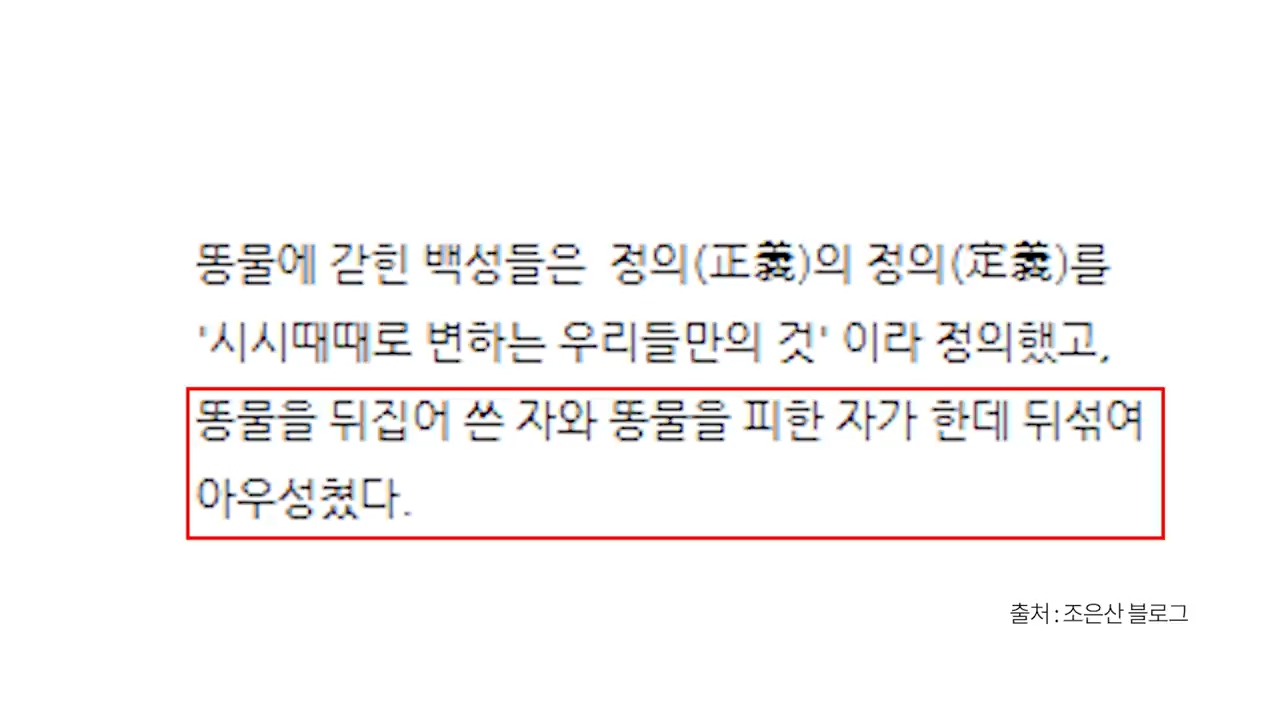 똥물에 갇힌 백성들은 정의(正義)의 정의(定義)를
'시시때때로 변하는 우리들만의 것' 이라 정의했고,
똥물을 뒤집어 쓴 자와 똥물을 피한 자가 한데 뒤섞여
아우성쳤다.
출처 : 조은산 블로그